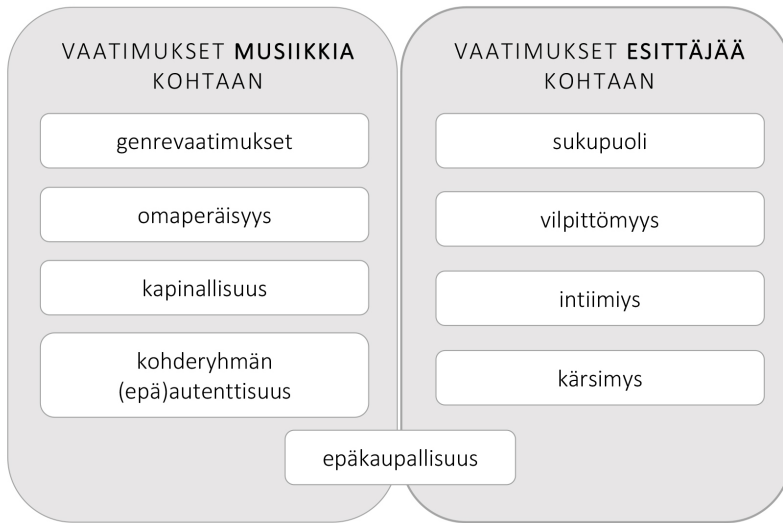 VAATIMUKSET MUSIIKKIA
KOHTAAN
genrevaatimukset
omaperäisyys
kapinallisuus
kohderyhmän
(epä)autenttisuus
VAATIMUKSET ESITTÄJÄÄ
KOHTAAN
sukupuoli
vilpittömyys
intiimiys
kärsimys
epäkaupallisuus